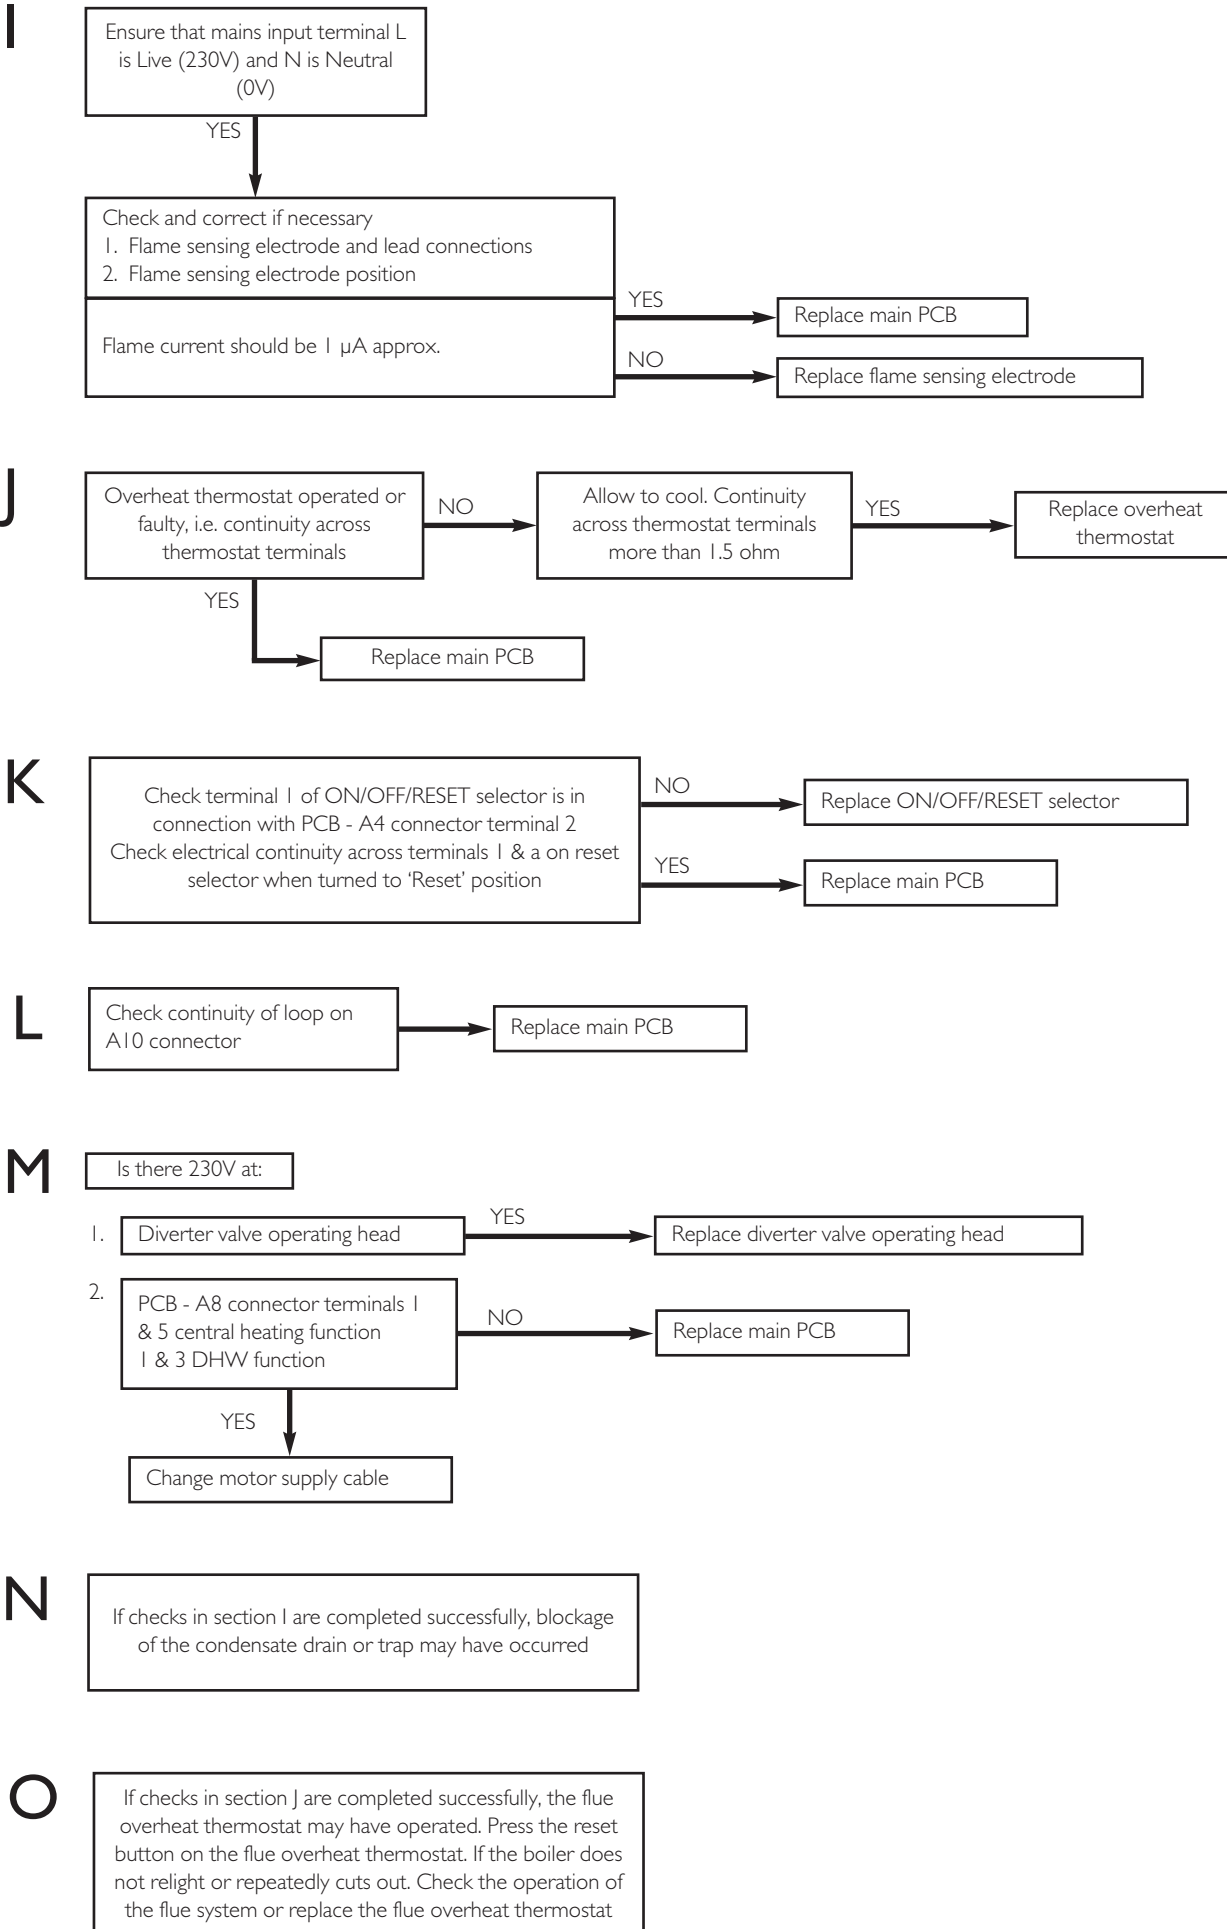 I
Ensure that mains input terminal L
is Live (230V) and N is Neutral
(0V)
YES
Check and correct if necessary
1. Flame sensing electrode and lead connections
2. Flame sensing electrode position
YES
Replace main PCB
Flame current should be 1 µA approx.
NO
Replace flame sensing electrode
J
Overheat thermostat operated or
faulty, i.e. continuity across
thermostat terminals
NO
Allow to cool. Continuity
across thermostat terminals
more than 1.5 ohm
YES
Replace overheat
thermostat
YES
Replace main PCB
K
Check terminal 1 of ON/OFF/RESET selector is in
connection with PCB - A4 connector terminal 2
Check electrical continuity across terminals 1 & a on reset
selector when turned to ‘Reset’ position
NO
Replace ON/OFF/RESET selector
YES
Replace main PCB
L
Check continuity of loop on
A10 connector
Replace main PCB
M
Is there 230V at:
1. Diverter valve operating head
YES
Replace diverter valve operating head
2.
PCB - A8 connector terminals 1
& 5 central heating function
1 & 3 DHW function
NO
Replace main PCB
YES
Change motor supply cable
N
If checks in section I are completed successfully, blockage
of the condensate drain or trap may have occurred
O
If checks in section J are completed successfully, the flue
overheat thermostat may have operated. Press the reset
button on the flue overheat thermostat. If the boiler does
not relight or repeatedly cuts out. Check the operation of
the flue system or replace the flue overheat thermostat